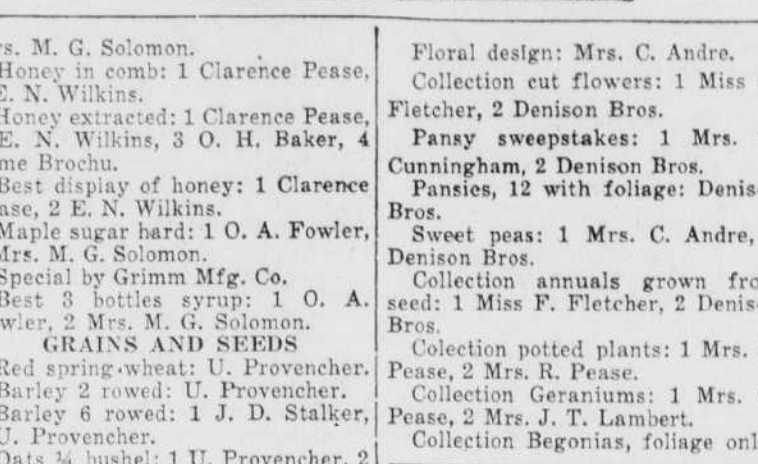 rs. M. G. Solomon.
Honey in comb: 1 Clarence Pease,
E. N. Wilkins.
Honey extracted: 1 Clarence Pease,
E. N. Wilkins, 3 O. H. Baker, 4
me Brochu.
Best display of honey: 1 Clarence
ase, 2 E. N. Wilkins.
Maple sugar hard: 1 O. A. Fowler,
Mrs. M. G. Solomon.
Special by Grimm Mfg. Co.
Best 3 bottles syrup: 1 O. A.
wler, 2 Mrs. M. G. Solomon.
GRAINS AND SEEDS
Red spring wheat: U. Provencher.
Barley 2 rowed: U. Provencher.
Barley 6 rowed: 1 J. D. Stalker,
U. Provencher.
Oats ¼ bushel: 1 U. Provencher, 2
Floral design: Mrs. C. Andre.
Collection cut flowers: 1 Miss
Fletcher, 2 Denison Bros.
Pansy sweepstakes: 1 Mrs.
Cunningham, 2 Denison Bros.
Pansies, 12 with foliage: Denis-
Bros.
Sweet peas: 1 Mrs. C. Andre,
Denison Bros.
Collection annuals grown fro
seed: 1 Miss F. Fletcher, 2 Denis-
Bros.
Colection potted plants: 1 Mrs.
Pease, 2 Mrs. R. Pease.
Collection Geraniums: 1 Mrs.
Pease, 2 Mrs. J. T. Lambert.
Collection Begonias, foliage onl